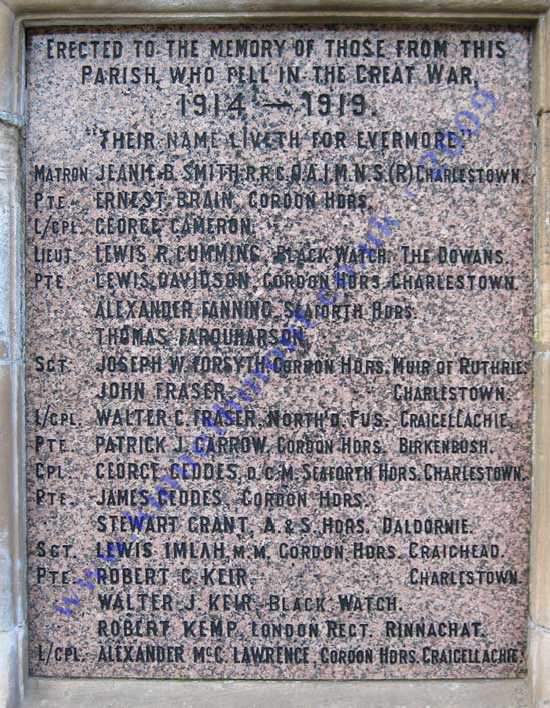 ERECTED TO THE MEMORY OF THOSE FROM THIS
PARISH, WHO FELL IN THE GREAT WAR,
1914 — 1919.
"THEIR NAME LIVETH FOR EVERMORE"
MATRON JEANIE B. SMITH, R.R.C. Q.A.I.M.N.S.(R) CHARLESTOWN.
PTE. ERNEST BRAIN, GORDON HDRS.
L/CPL. GEORGE CAMERON,
LIEUT. LEWIS R. CUMMING, BLACK WATCH, THE DOWANS.
PTE. LEWIS DAVIDSON, GORDON HDRS. CHARLESTOWN.
ALEXANDER FANNING, SEAFORTH HDRS.
THOMAS FARQUHARSON,
SGT. JOSEPH W. FORSYTH, GORDON HDRS. MUIR OF RUTHRIE.
JOHN FRASER, CHARLESTOWN.
L/CPL. WALTER C. FRASER, NORTH'D. FUS. CRAIGELLACHIE.
PTE. PATRICK J. GARROW, GORDON HDRS. BIRKENBUSH.
CPL. GEORGE GEDDES, D.C.M. SEAFORTH HDRS. CHARLESTOWN.
PTE. JAMES GEDDES, GORDON HDRS.
STEWART GRANT, A & S. HDRS. DALDORNIE.
SGT. LEWIS IMLAH, M.M. GORDON HDRS. CRAIGHEAD.
PTE. ROBERT G. KEIR, CHARLESTOWN.
WALTER J. KEIR, BLACK WATCH.
ROBERT KEMP, LONDON REGT. RINNACHAT.
L/CPL. ALEXANDER MCC. LAWRENCE, GORDON HDRS. CRAIGELLACHIE.